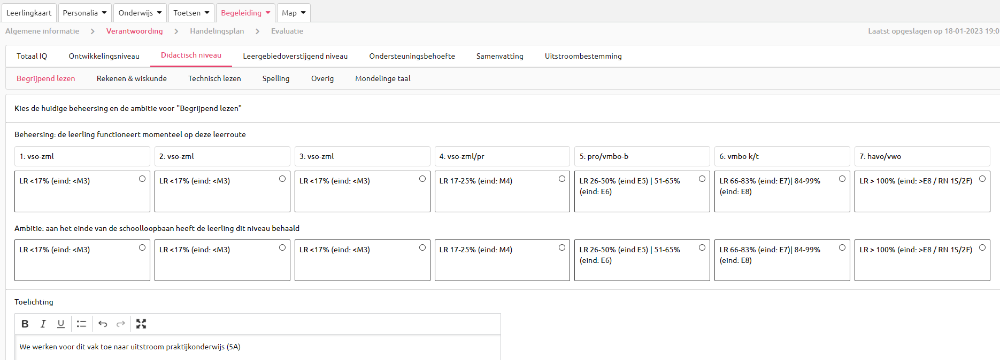 Leerlingkaart Personalia Onderwijs Toetsen Begeleiding Map
Algemene informatie Verantwoording Handelingsplan Evaluatie Laatst opgeslagen op 18-01-2023 19:0
Totaal IQ Ontwikkelingsniveau Didactisch niveau Leergebiedoverstijgend niveau Ondersteuningsbehoefte Samenvatting Uitstroombestemming
Begrijpend lezen Rekenen & wiskunde Technisch lezen Spelling Overig Mondelinge taal
Kies de huidige beheersing en de ambitie voor "Begrijpend lezen"
Beheersing: de leerling functioneert momenteel op deze leerroute
1: vso-zml 2: vso-zml 3: vso-zml 4: vso-zml/pr 5: pro/vmbo-b 6: vmbo k/t 7: havo/vwo
LR <17% (eind: <M3) LR <17% (eind: <M3) LR <17% (eind: <M3) LR 17-25% (eind: M4) LR 26-50% (eind E5) | 51-65% LR 66-83% (eind: E7)| 84-99% LR > 100% (eind: >E8 / RN 1S/2F)
(eind: E6) (eind: E8)
Ambitie: aan het einde van de schoolloopbaan heeft de leerling dit niveau behaald
LR <17% (eind: <M3) LR <17% (eind: <M3) LR <17% (eind: <M3) LR 17-25% (eind: M4) LR 26-50% (eind E5) | 51-65% LR 66-83% (eind: E7)| 84-99% LR > 100% (eind: >E8 / RN 1S/2F)
(eind: E6) (eind: E8)
Toelichting
B I U
We werken voor dit vak toe naar uitstroom praktijkonderwijs (5A)